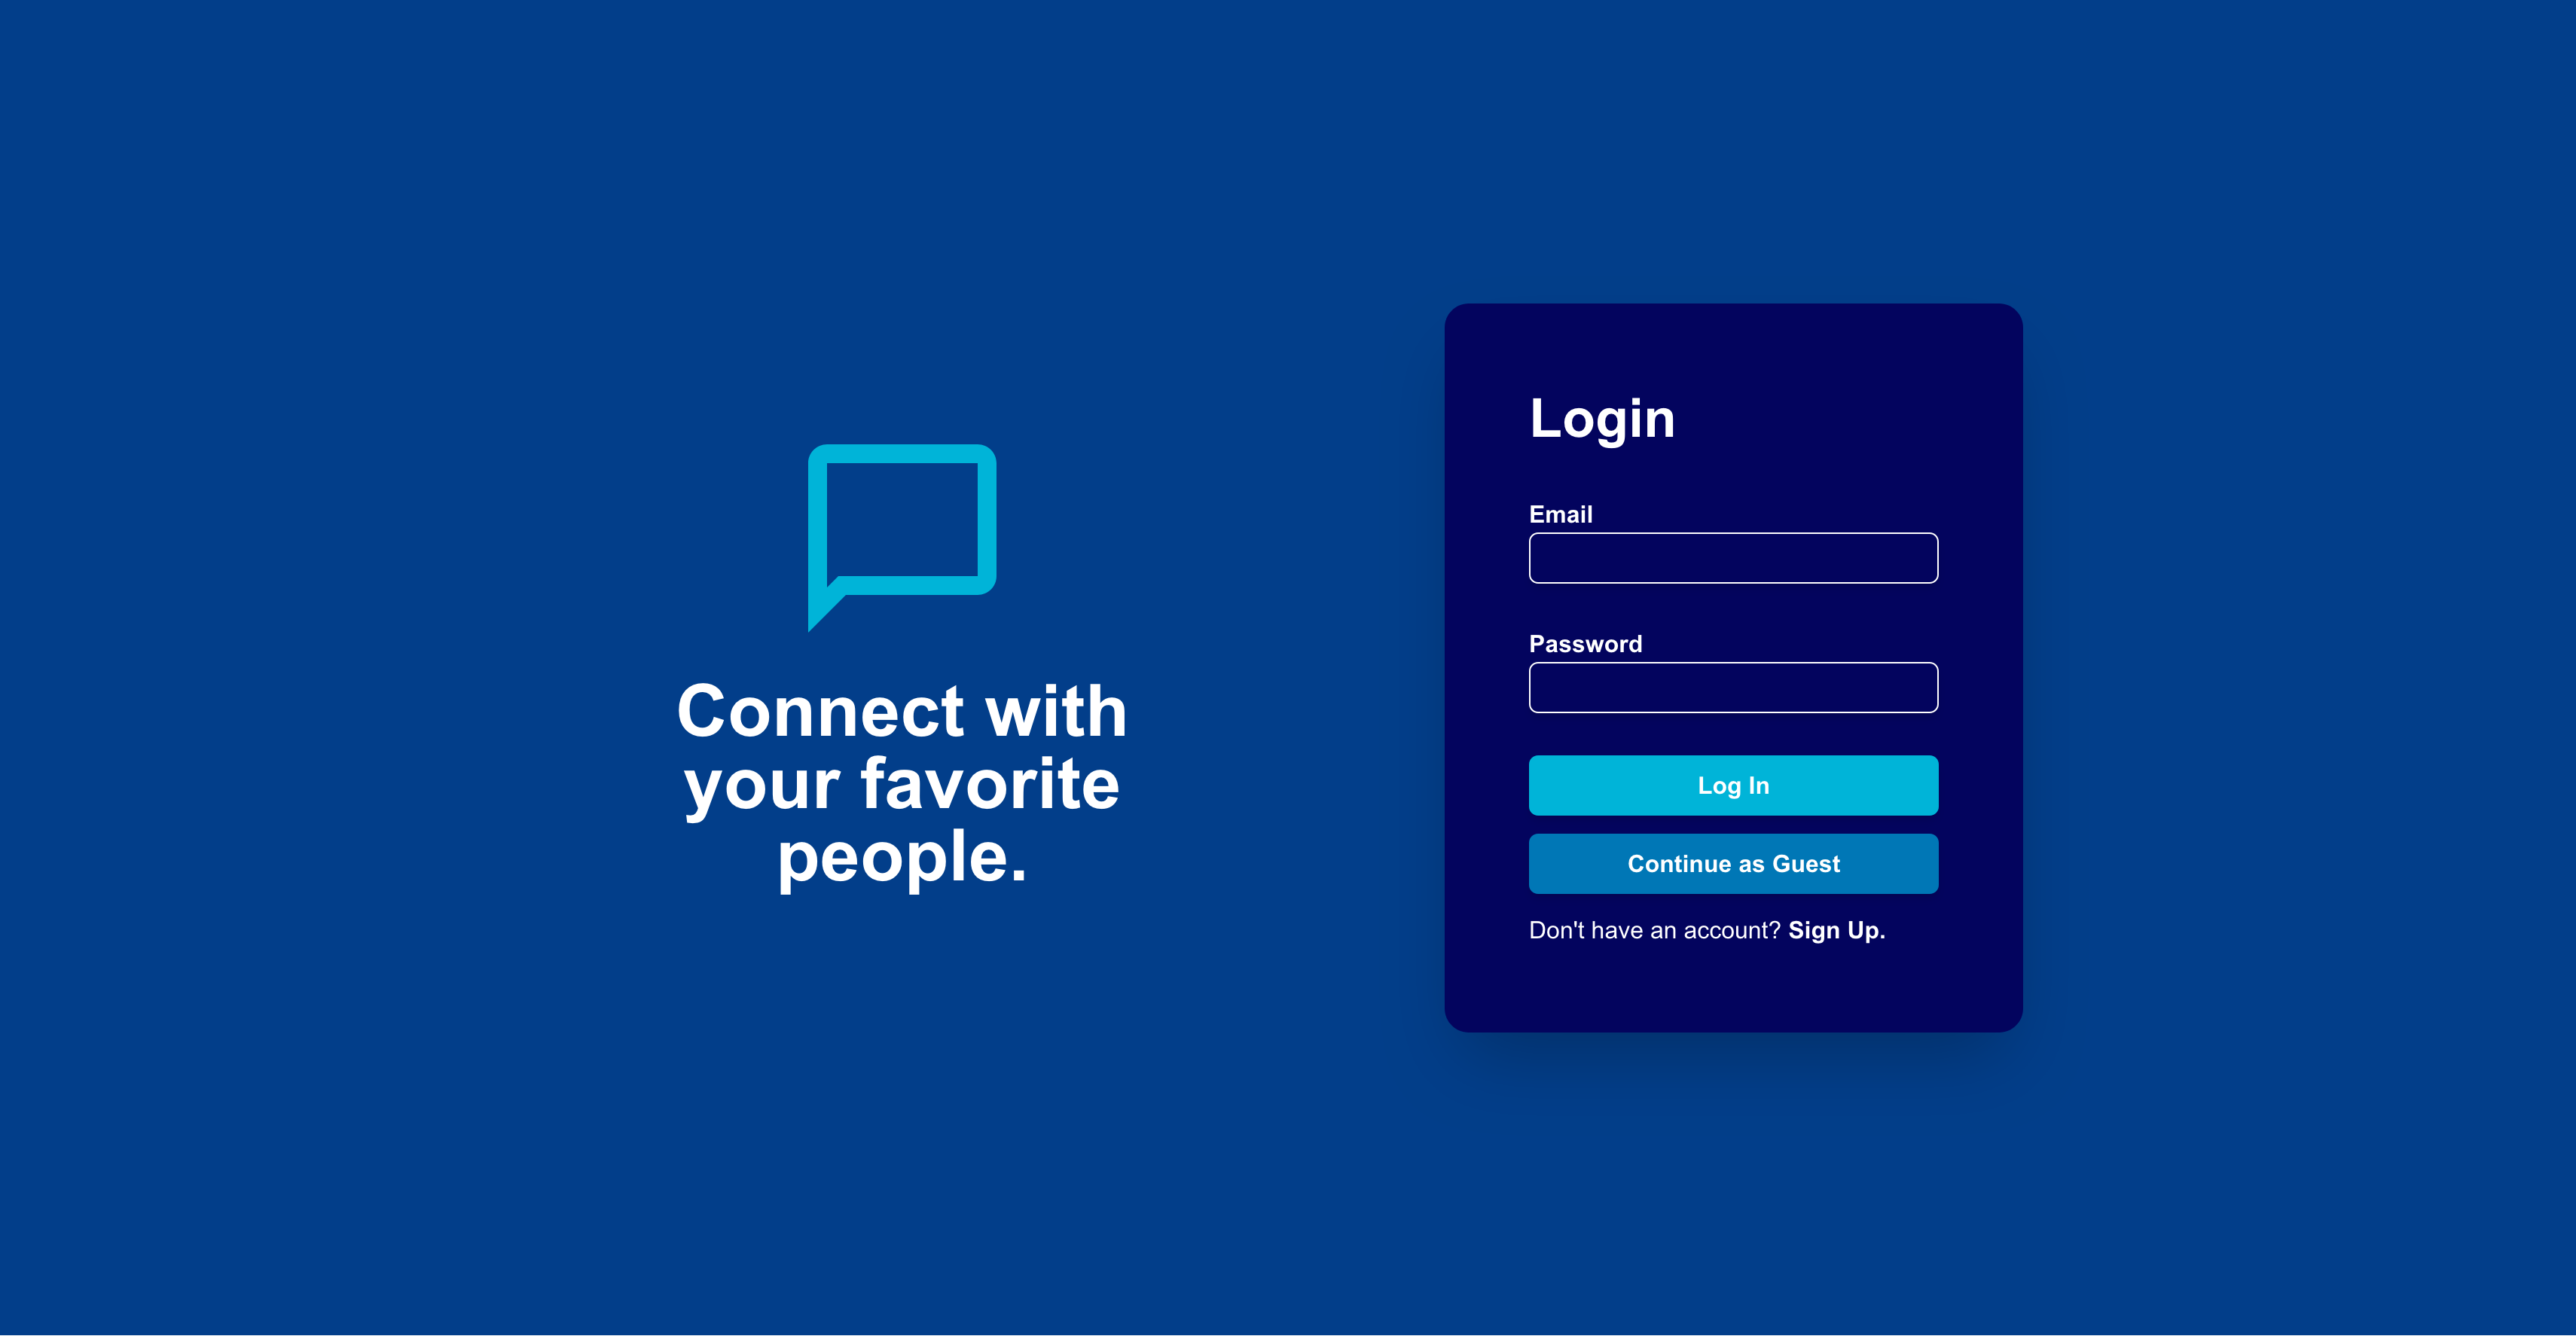 Connect with
your favorite
people.
Login
Email
Password
Log In
Continue as Guest
Don't have an account? Sign Up.